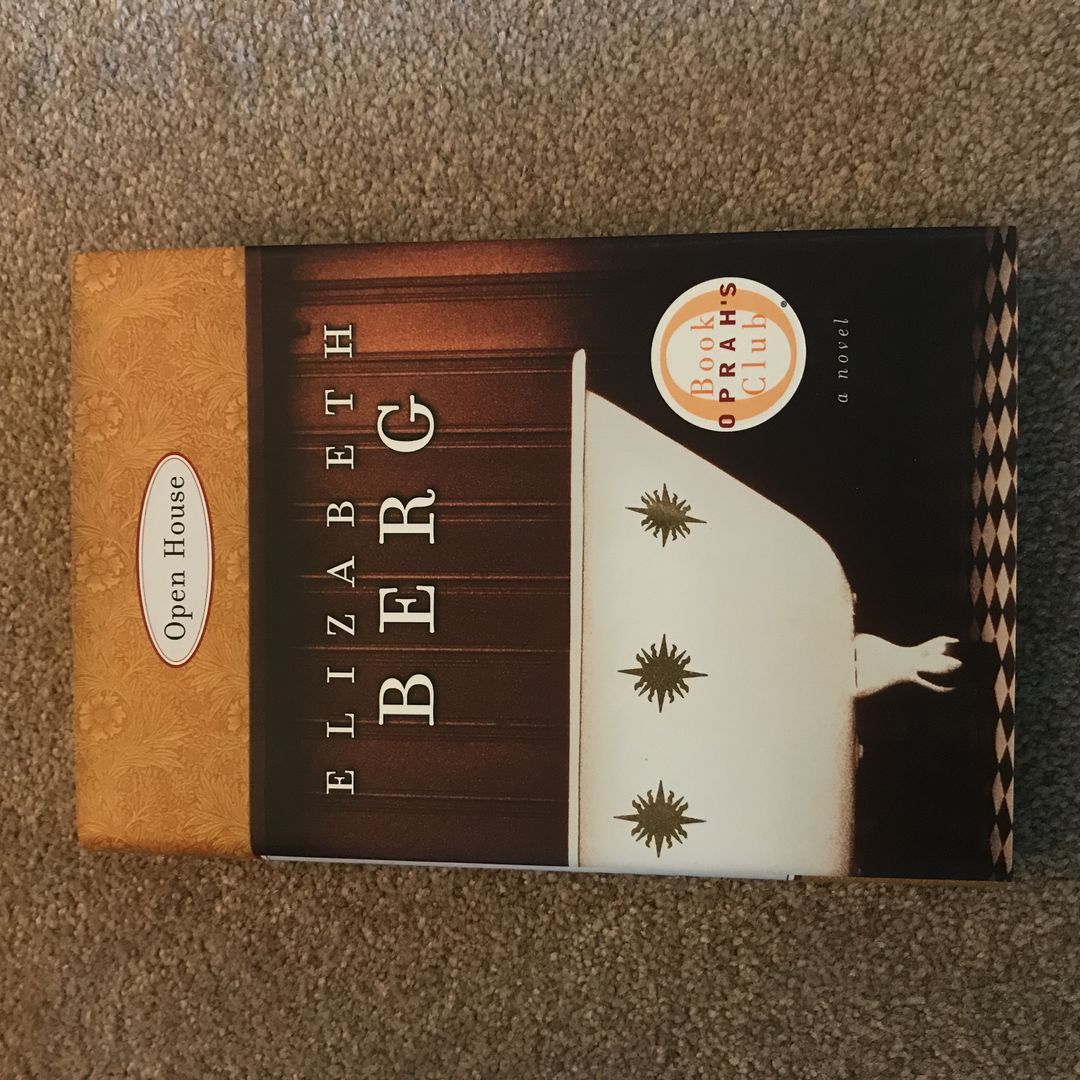 Open House
ELIZABETH
BERG
Book
OPRAH'S
Club®
a novel